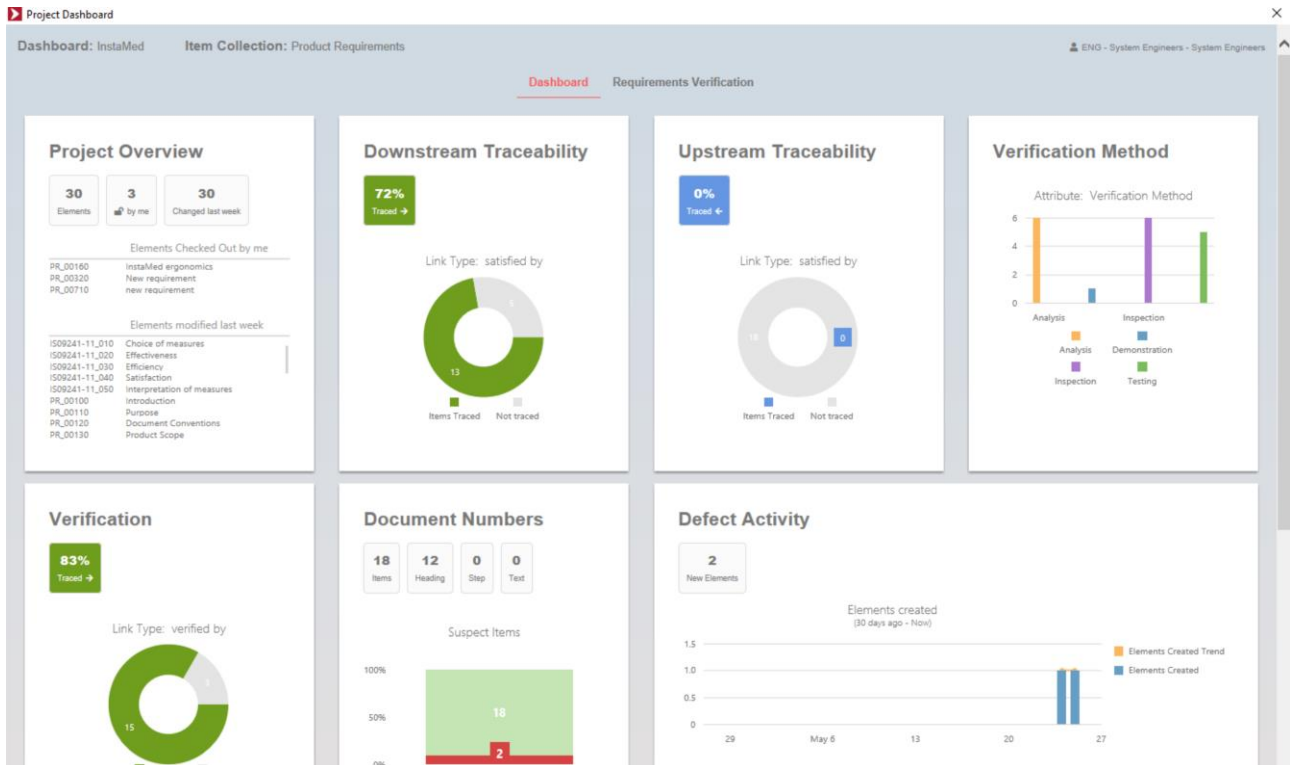 Project Dashboard
Dashboard: InstaMed
Item Collection: Product Requirements
ENG - System Engineers - System Engineers
Dashboard
Requirements Verification
Project Overview
30
Elements
3
by me
30
Changed last week
Elements Checked Out by me
PR_00160 InstaMed ergonomics
PR_00320 New requirement
PR_00710 new requirement
Elements modified last week
ISO9241-11_010 Choice of measures
ISO9241-11_020 Effectiveness
ISO9241-11_030 Efficiency
ISO9241-11_040 Satisfaction
ISO9241-11_050 Interpretation of measures
PR_00100 Introduction
PR_00110 Purpose
PR_00120 Document Conventions
PR_00130 Product Scope
Downstream Traceability
72%
Traced →
Link Type: satisfied by
5
13
Items Traced
Not traced
Upstream Traceability
0%
Traced ←
Link Type: satisfied by
18
0
Items Traced
Not traced
Verification Method
Attribute: Verification Method
6
4
2
0
Analysis
Inspection
Analysis
Demonstration
Inspection
Testing
Verification
83%
Traced →
Link Type: verified by
3
15
Document Numbers
18
Items
12
Heading
0
Step
0
Text
Suspect Items
100%
18
50%
2
0%
Defect Activity
2
New Elements
Elements created
(30 days ago - Now)
1.5
1.0
0.5
0
29
May 6
13
20
27
Elements Created Trend
Elements Created